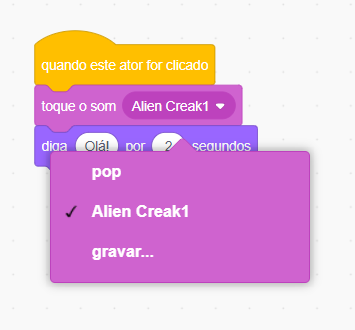 quando este ator for clicado
toque o som Alien Creak1
diga Olá! por 2 segundos
pop
Alien Creak1
gravar...